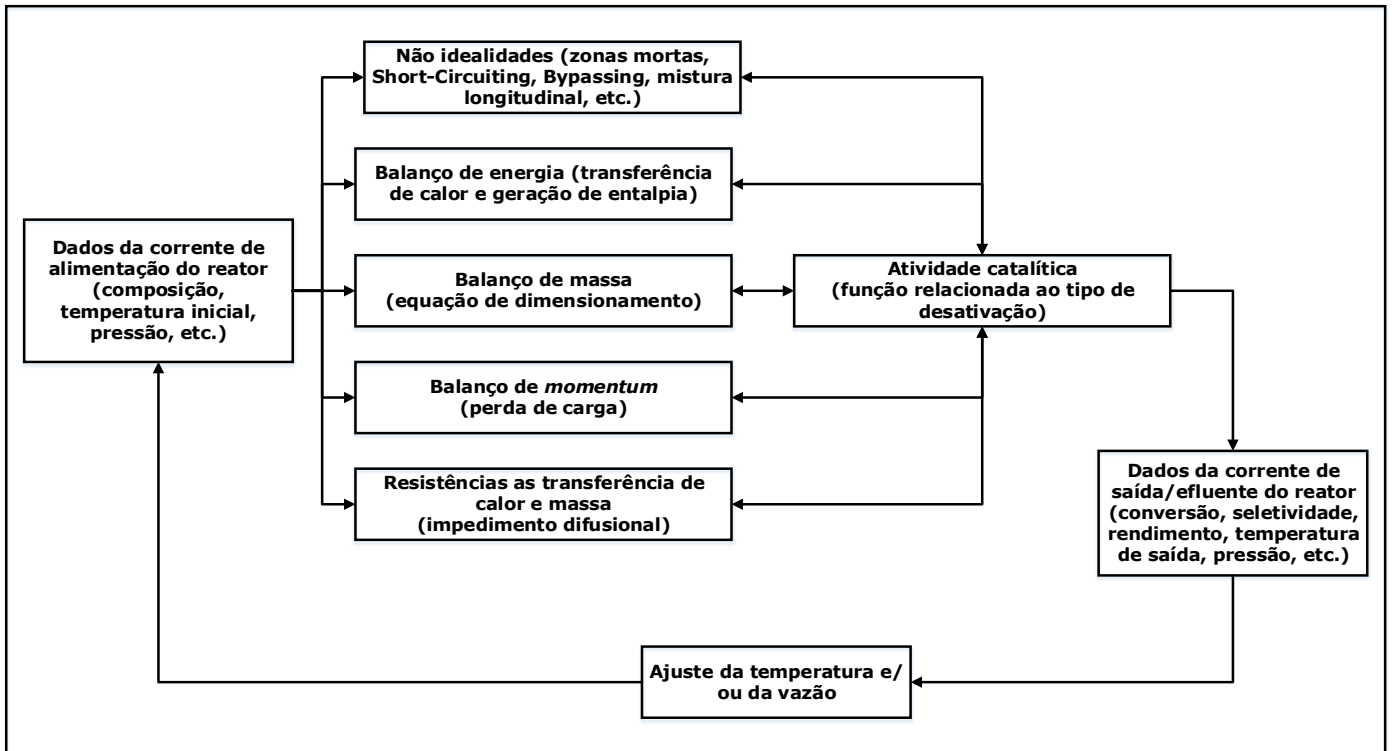 Não idealidades (zonas mortas,
Short-Circuiting, Bypassing, mistura
longitudinal, etc.)
Balanço de energia (transferência
de calor e geração de entalpia)
Dados da corrente de
alimentação do reator
(composição,
temperatura inicial,
pressão, etc.)
Balanço de massa
(equação de dimensionamento)
Atividade catalítica
(função relacionada ao tipo de
desativação)
Balanço de momentum
(perda de carga)
Resistências as transferência de
calor e massa
(impedimento difusional)
Dados da corrente de
saída/efluente do reator
(conversão, seletividade,
rendimento, temperatura
de saída, pressão, etc.)
Ajuste da temperatura e/
ou da vazão